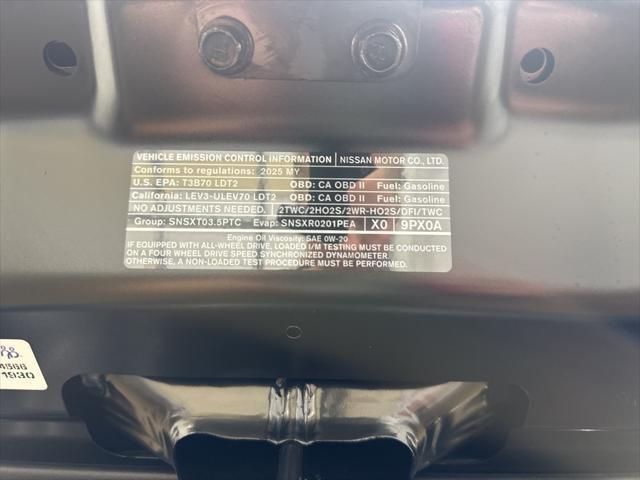 VEHICLE EMISSION CONTROL INFORMATION NISSAN MOTOR CO., LTD.
Conforms to regulations: 2025 MY
U.S. EPA: T3B70 LDT2 OBD: CA OBD II Fuel: Gasoline
California: LEV3-ULEV70 LDT2 OBD: CA OBD II Fuel: Gasoline
NO ADJUSTMENTS NEEDED. 2TWC/2HO2S/2WR-HO2S/DFI/TWC
Group: SNSXT03.5PTC Evap: SNSXR0201PEA X0 9PX0A
Engine Oil Viscosity: SAE 0W-20
IF EQUIPPED WITH ALL-WHEEL DRIVE, LOADED I/M TESTING MUST BE CONDUCTED
ON A FOUR WHEEL DRIVE SPEED SYNCHRONIZED DYNAMOMETER.
OTHERWISE, A NON-LOADED TEST PROCEDURE MUST BE PERFORMED.
4566
1930